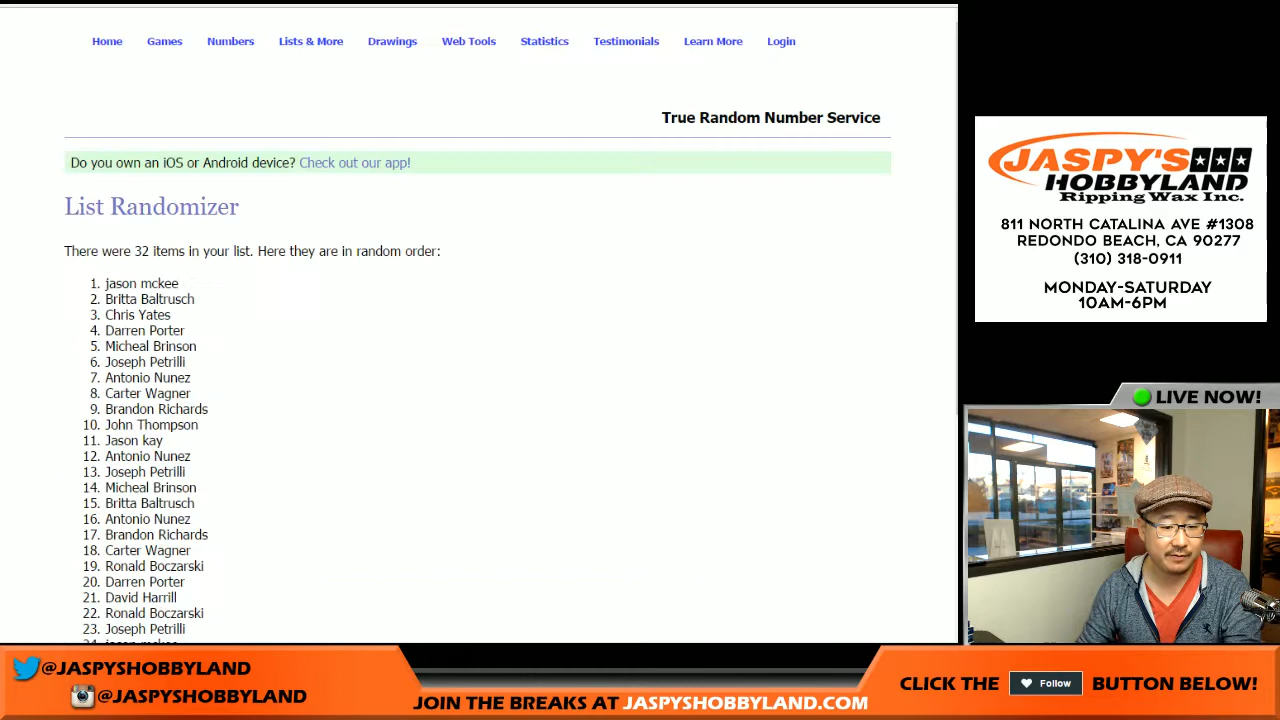 Home Games Numbers Lists & More Drawings Web Tools Statistics Testimonials Learn More Login
True Random Number Service
Do you own an iOS or Android device? Check out our app!
List Randomizer
There were 32 items in your list. Here they are in random order:
1. jason mckee
2. Britta Baltrusch
3. Chris Yates
4. Darren Porter
5. Micheal Brinson
6. Joseph Petrilli
7. Antonio Nunez
8. Carter Wagner
9. Brandon Richards
10. John Thompson
11. Jason kay
12. Antonio Nunez
13. Joseph Petrilli
14. Micheal Brinson
15. Britta Baltrusch
16. Antonio Nunez
17. Brandon Richards
18. Carter Wagner
19. Ronald Boczarski
20. Darren Porter
21. David Harrill
22. Ronald Boczarski
23. Joseph Petrilli
JASPY'S
HOBBYLAND
Ripping Wax Inc.
811 NORTH CATALINA AVE #1308
REDONDO BEACH, CA 90277
(310) 318-0911
MONDAY-SATURDAY
10AM-6PM
LIVE NOW!
@JASPYSHOBBYLAND
@JASPYSHOBBYLAND
JOIN THE BREAKS AT JASPYSHOBBYLAND.COM
CLICK THE Follow BUTTON BELOW!